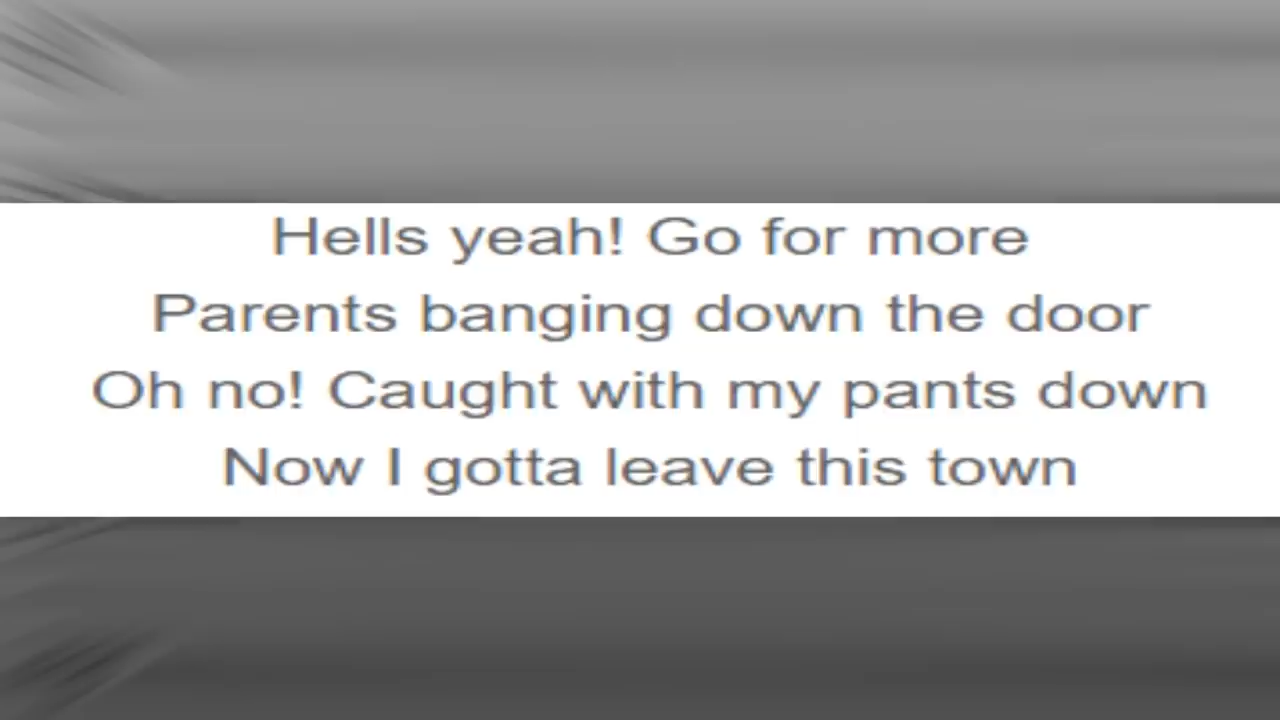 Hells yeah! Go for more
Parents banging down the door
Oh no! Caught with my pants down
Now I gotta leave this town